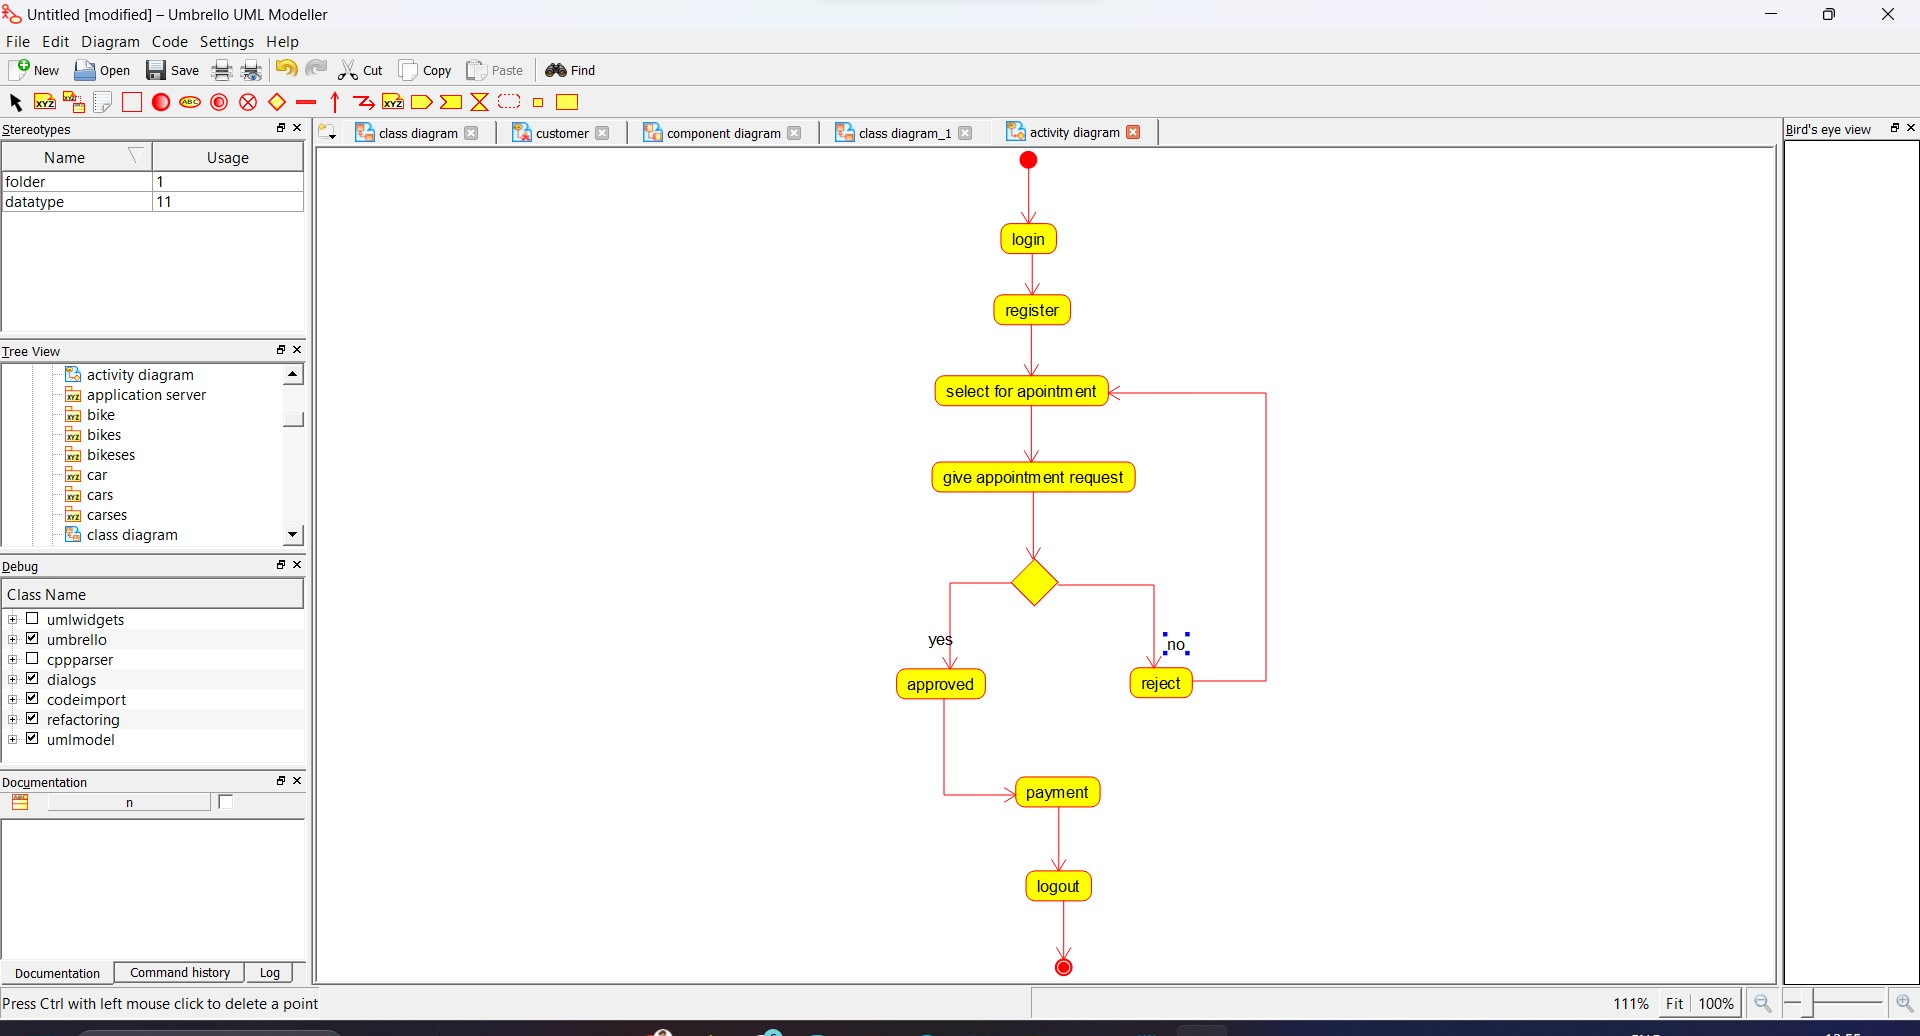 Untitled [modified] – Umbrello UML Modeller
File Edit Diagram Code Settings Help
New Open Save Cut Copy Paste Find
Stereotypes
Name Usage
folder 1
datatype 11
Tree View
activity diagram
application server
bike
bikes
bikeses
car
cars
carses
class diagram
Debug
Class Name
umlwidgets
umbrello
cppparser
dialogs
codeimport
refactoring
umlmodel
Documentation
n
Documentation Command history Log
class diagram customer component diagram class diagram_1 activity diagram
login
register
select for apointment
give appointment request
yes
no
approved
reject
payment
logout
Bird's eye view
Press Ctrl with left mouse click to delete a point
111% Fit 100%